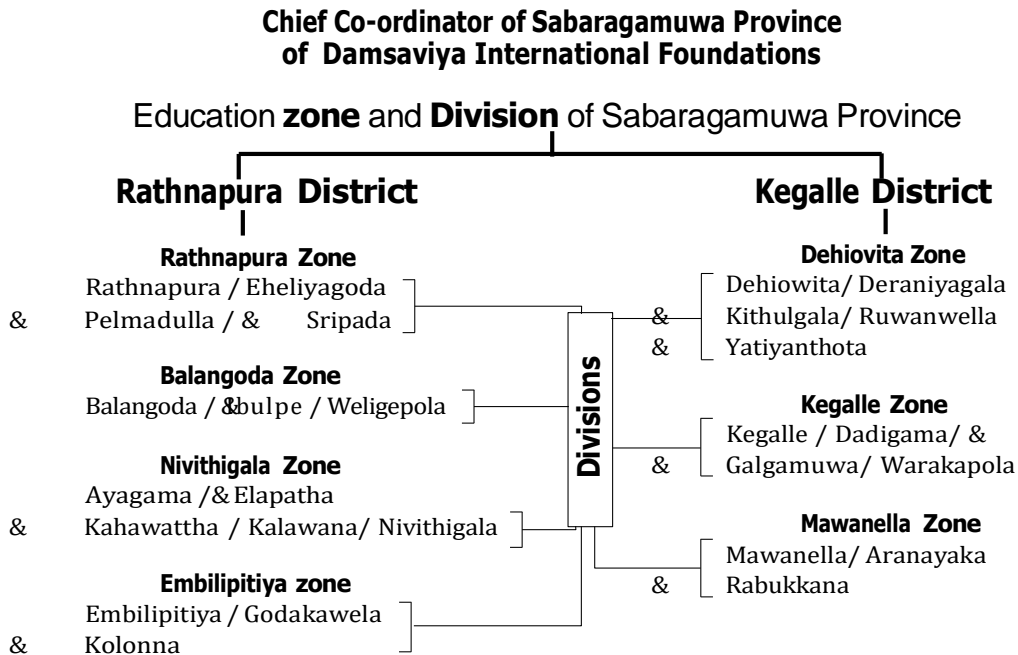 Chief Co-ordinator of Sabaragamuwa Province
of Damsaviya International Foundations
Education zone and Division of Sabaragamuwa Province
Rathnapura District
Rathnapura Zone
Rathnapura / Eheliyagoda
& Pelmadulla / & Sripada
Balangoda Zone
Balangoda / & / Weligepola
Nivithigala Zone
Ayagama /& Elapatha
& Kahawattha / Kalawana/ Nivithigala
Embilipitiya zone
Embilipitiya / Godakawela
& Kolonna
Divisions
Kegalle District
Dehiovita Zone
Dehiowita/ Deraniyagala
& Kithulgala/ Ruwanwella
& Yatiyanthota
Kegalle Zone
Kegalle / Dadigama/ &
& Galgamuwa/ Warakapola
Mawanella Zone
Mawanella/ Aranayaka
& Rabukkana